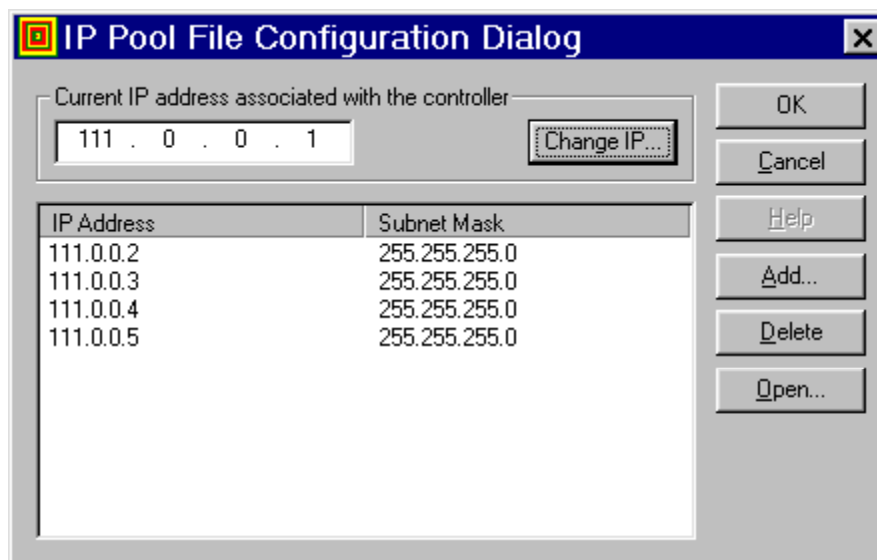 IP Pool File Configuration Dialog
Current IP address associated with the controller
111 . 0 . 0 . 1
Change IP...
OK
Cancel
Help
Add...
Delete
Open...
IP Address Subnet Mask
111.0.0.2 255.255.255.0
111.0.0.3 255.255.255.0
111.0.0.4 255.255.255.0
111.0.0.5 255.255.255.0